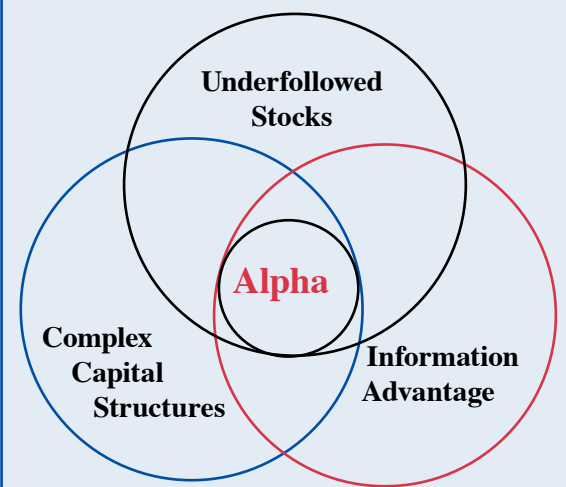 Underfollowed
Stocks
Alpha
Complex
Capital
Structures
Information
Advantage